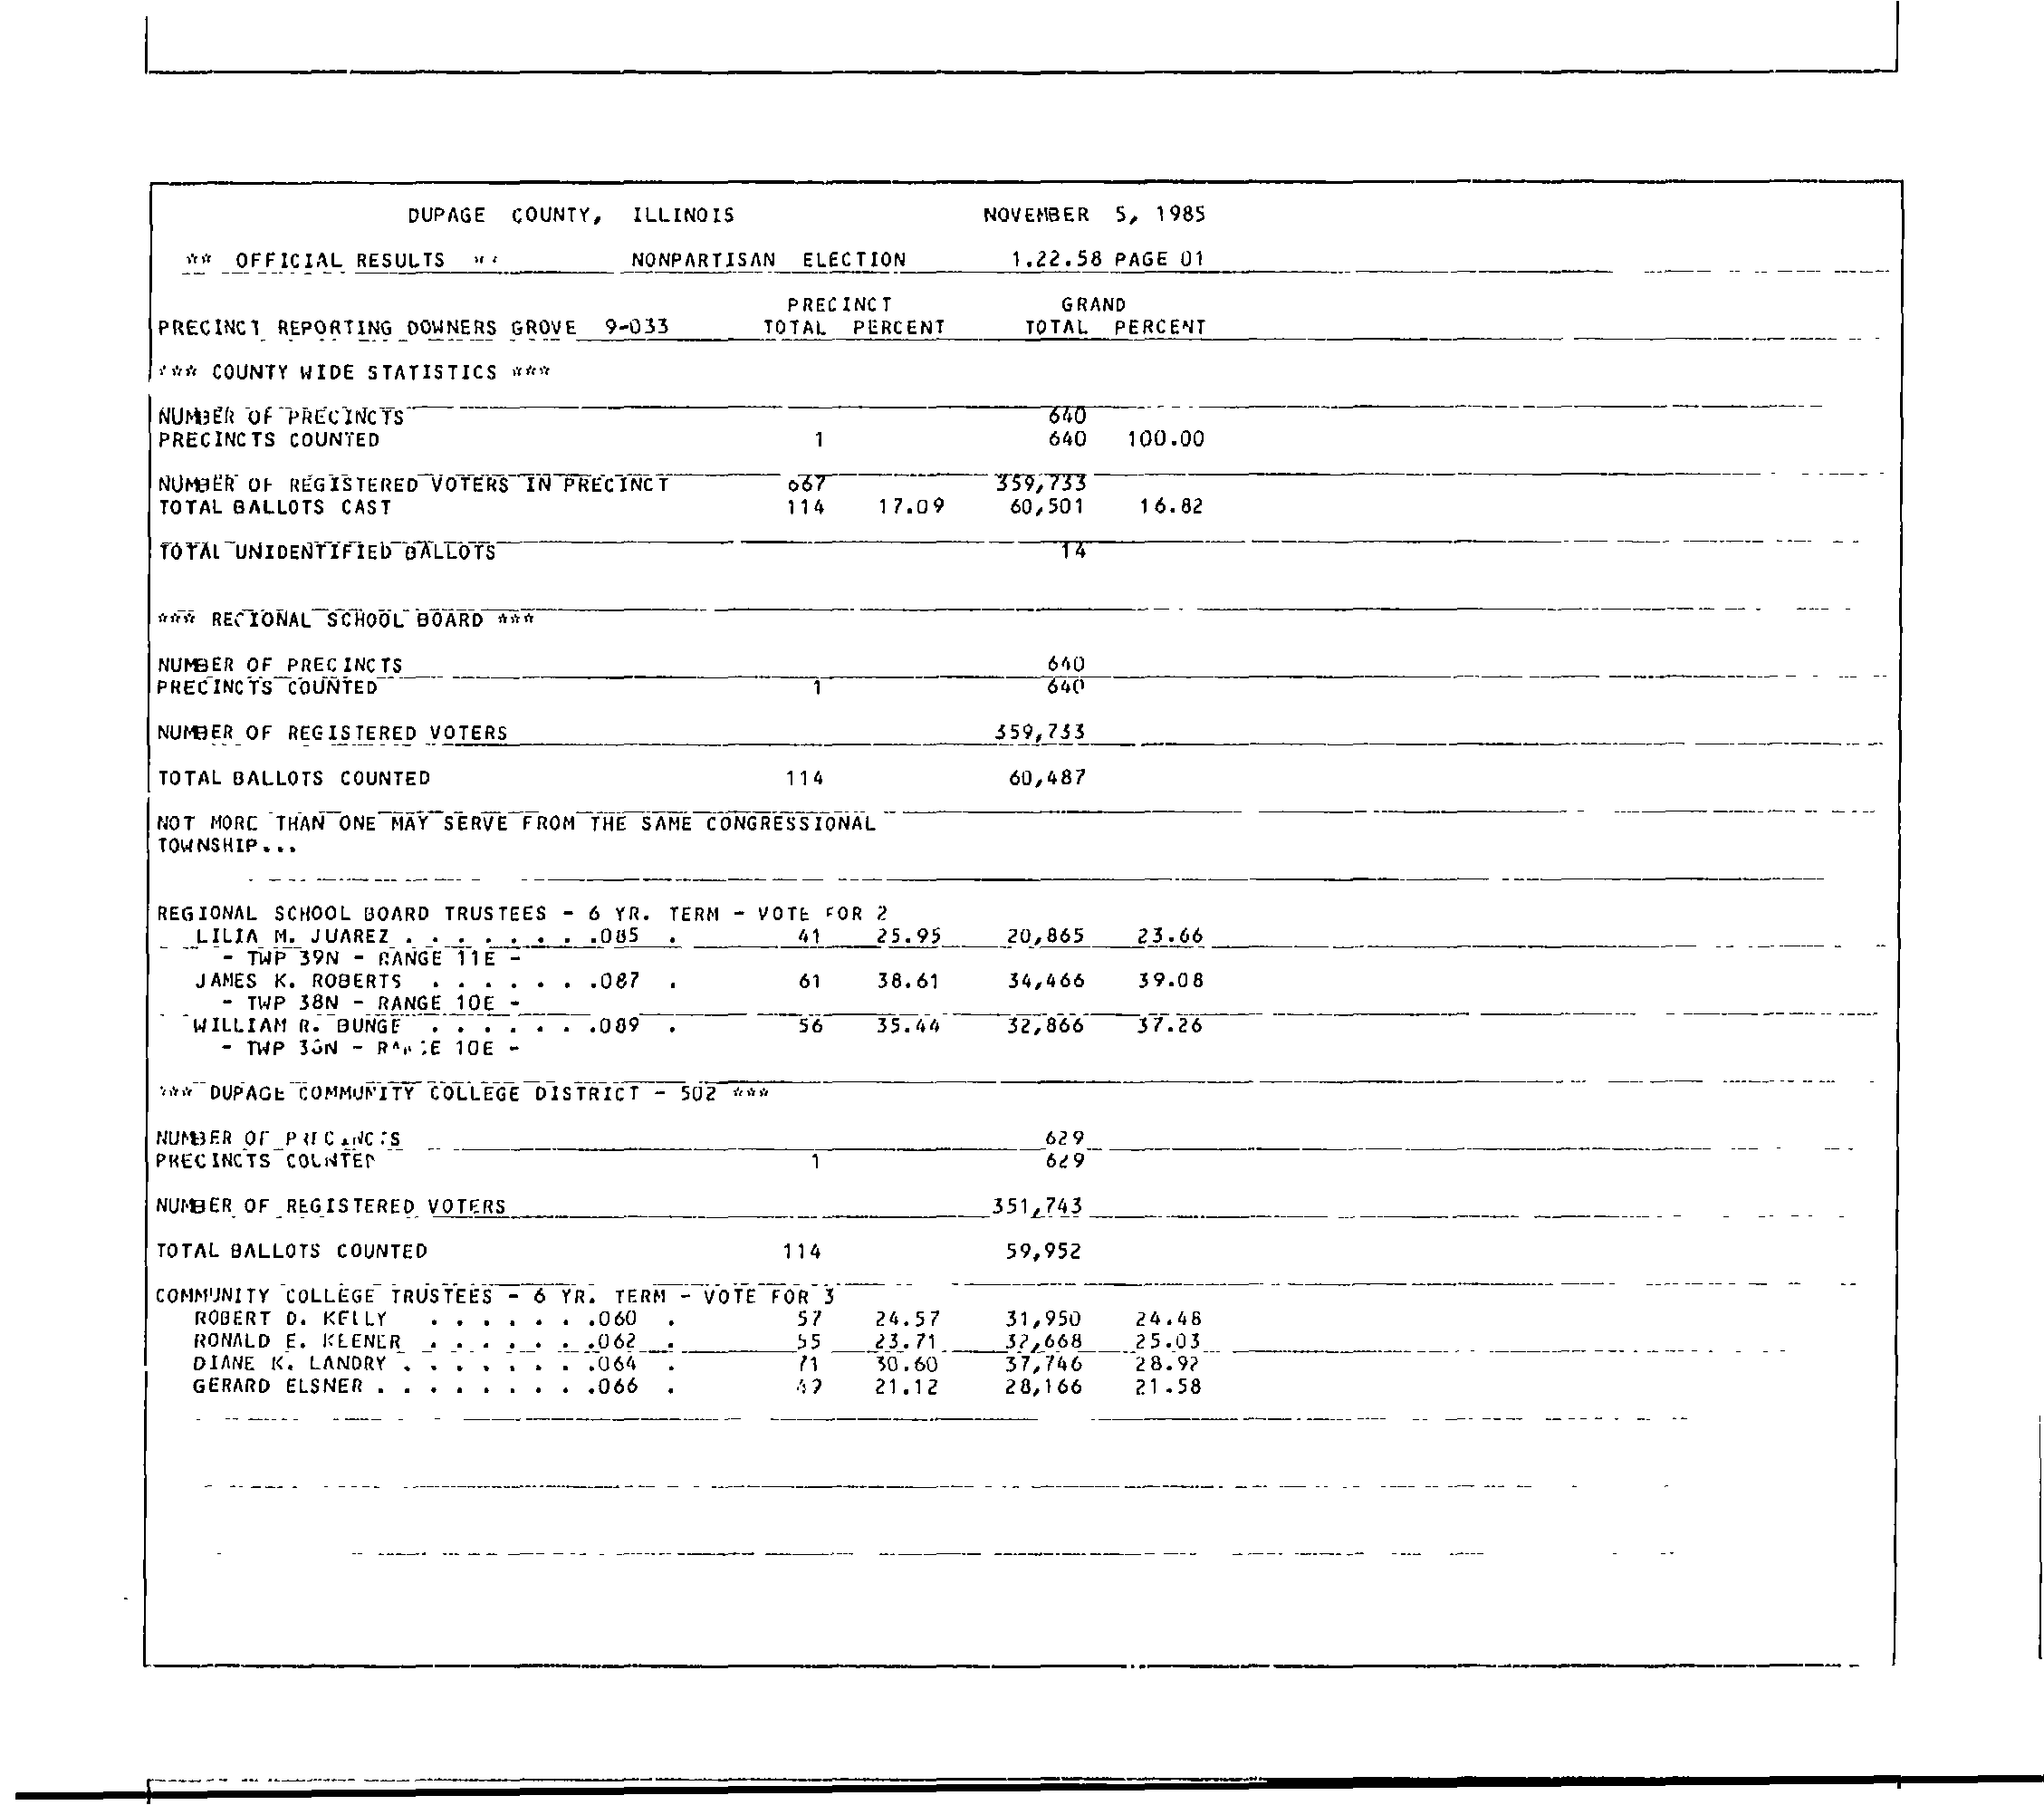 DUPAGE COUNTY, ILLINOIS NOVEMBER 5, 1985
** OFFICIAL RESULTS ** NONPARTISAN ELECTION 1.22.58 PAGE 01
PRECINCT GRAND
PRECINCT REPORTING DOWNERS GROVE 9-033 TOTAL PERCENT TOTAL PERCENT
*** COUNTY WIDE STATISTICS ***
NUMBER OF PRECINCTS 640
PRECINCTS COUNTED 1 640 100.00
NUMBER OF REGISTERED VOTERS IN PRECINCT 667 359,733
TOTAL BALLOTS CAST 114 17.09 60,501 16.82
TOTAL UNIDENTIFIED BALLOTS 14
*** REGIONAL SCHOOL BOARD ***
NUMBER OF PRECINCTS 640
PRECINCTS COUNTED 1 640
NUMBER OF REGISTERED VOTERS 359,733
TOTAL BALLOTS COUNTED 114 60,487
NOT MORE THAN ONE MAY SERVE FROM THE SAME CONGRESSIONAL
TOWNSHIP...
REGIONAL SCHOOL BOARD TRUSTEES - 6 YR. TERM - VOTE FOR 2
LILIA M. JUAREZ . . . . . . . .085 . 41 25.95 20,865 23.66
- TWP 39N - RANGE 11E -
JAMES K. ROBERTS . . . . . . .087 . 61 38.61 34,466 39.08
- TWP 38N - RANGE 10E -
WILLIAM R. BUNGE . . . . . . .089 . 56 35.44 32,866 37.26
- TWP - RANGE 10E -
*** DUPAGE COMMUNITY COLLEGE DISTRICT - 502 ***
NUMBER OF PRECINCTS 629
PRECINCTS COUNTED 1 629
NUMBER OF REGISTERED VOTERS 351,743
TOTAL BALLOTS COUNTED 114 59,952
COMMUNITY COLLEGE TRUSTEES - 6 YR. TERM - VOTE FOR 3
ROBERT D. KELLY . . . . . . .060 . 57 24.57 31,950 24.48
RONALD E. KEENER . . . . . . .062 . 55 23.71 32,668 25.03
DIANE K. LANDRY . . . . . . . .064 . 71 30.60 37,746 28.92
GERARD ELSNER . . . . . . . . .066 . 49 21.12 28,166 21.58